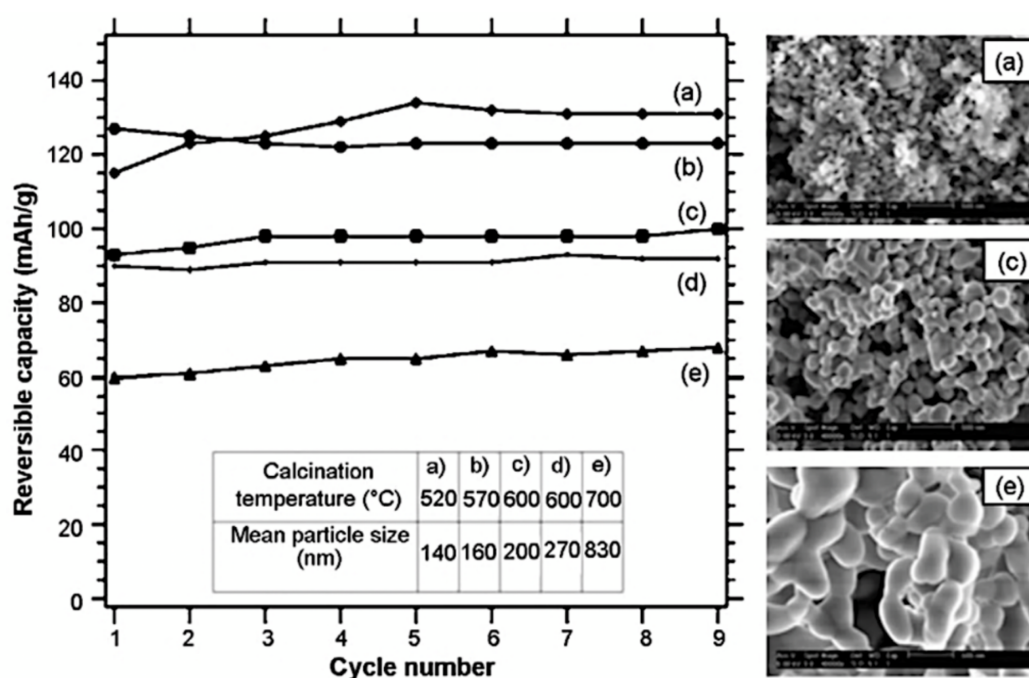 Reversible capacity (mAh/g)
140
120
100
80
60
40
20
0
(a)
(b)
(c)
(d)
(e)
Calcination temperature (°C)
a) b) c) d) e)
520 570 600 600 700
Mean particle size (nm)
140 160 200 270 830
1 2 3 4 5 6 7 8 9
Cycle number
(a)
(c)
(e)